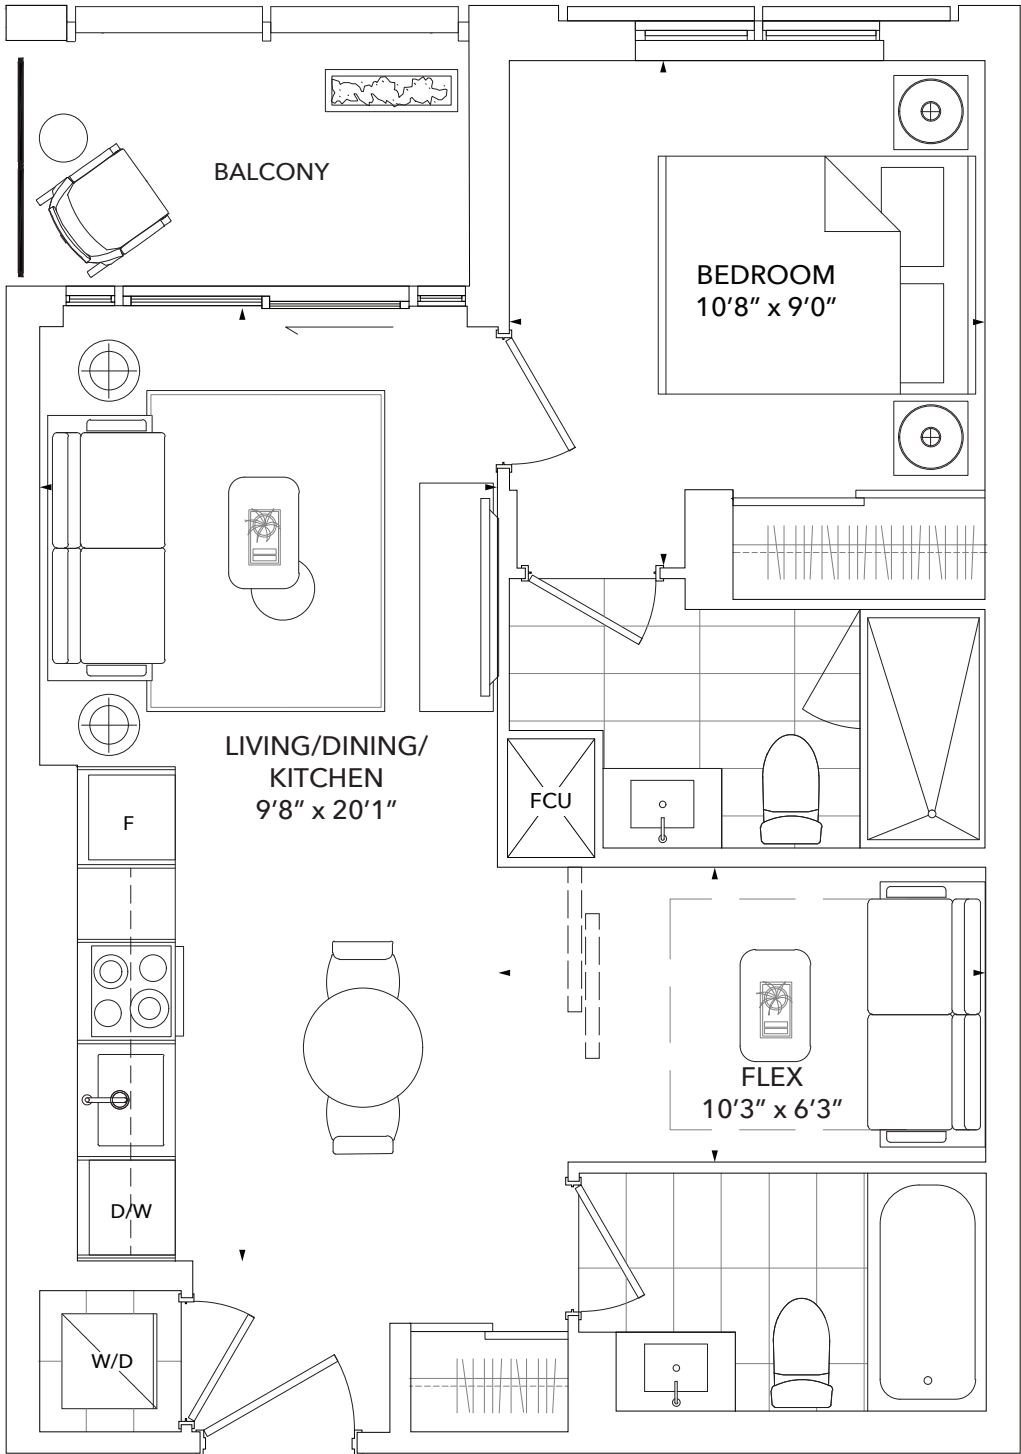 BALCONY
BEDROOM
10’8” x 9’0”
LIVING/DINING/
KITCHEN
9’8” x 20’1”
FCU
F
FLEX
10’3” x 6’3”
D/W
W/D